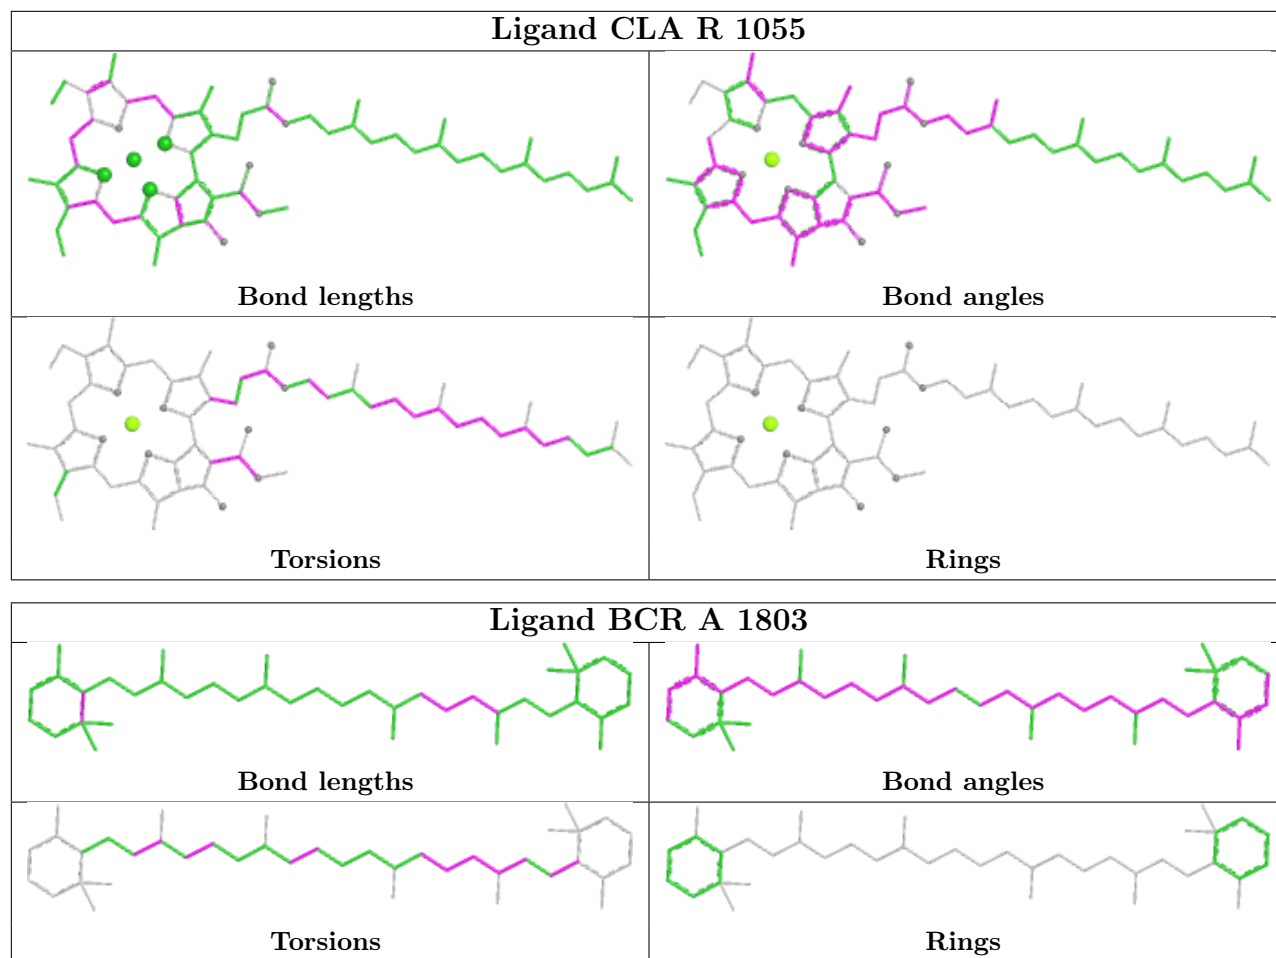 Ligand CLA R 1055
Bond lengths
Bond angles
Torsions
Rings
Ligand BCR A 1803
Bond lengths
Bond angles
Torsions
Rings